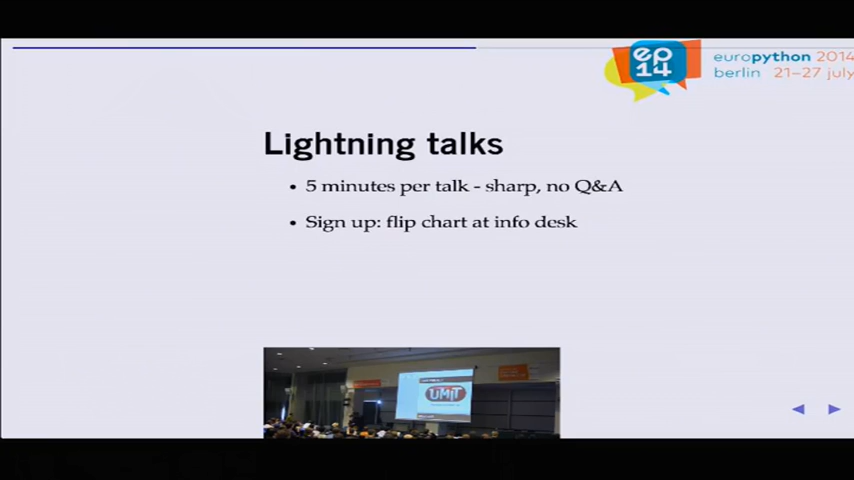 ep
14
europython 2014
berlin 21–27 july
Lightning talks
• 5 minutes per talk - sharp, no Q&A
• Sign up: flip chart at info desk
UMIT